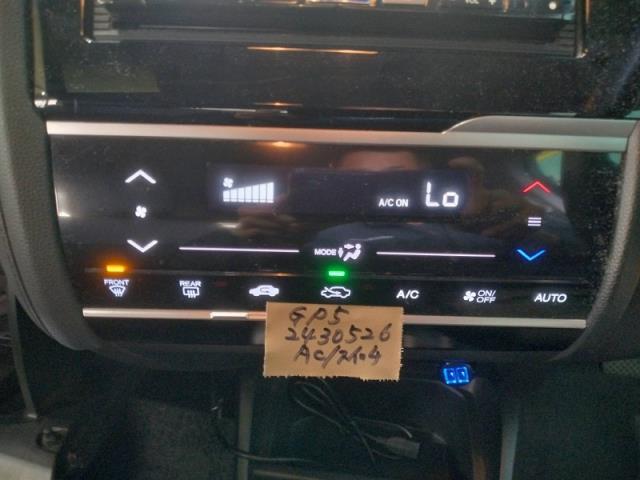 A/C ON Lo
MODE
FRONT REAR A/C ON/OFF AUTO
GP5
2430526
AC/スイッチ